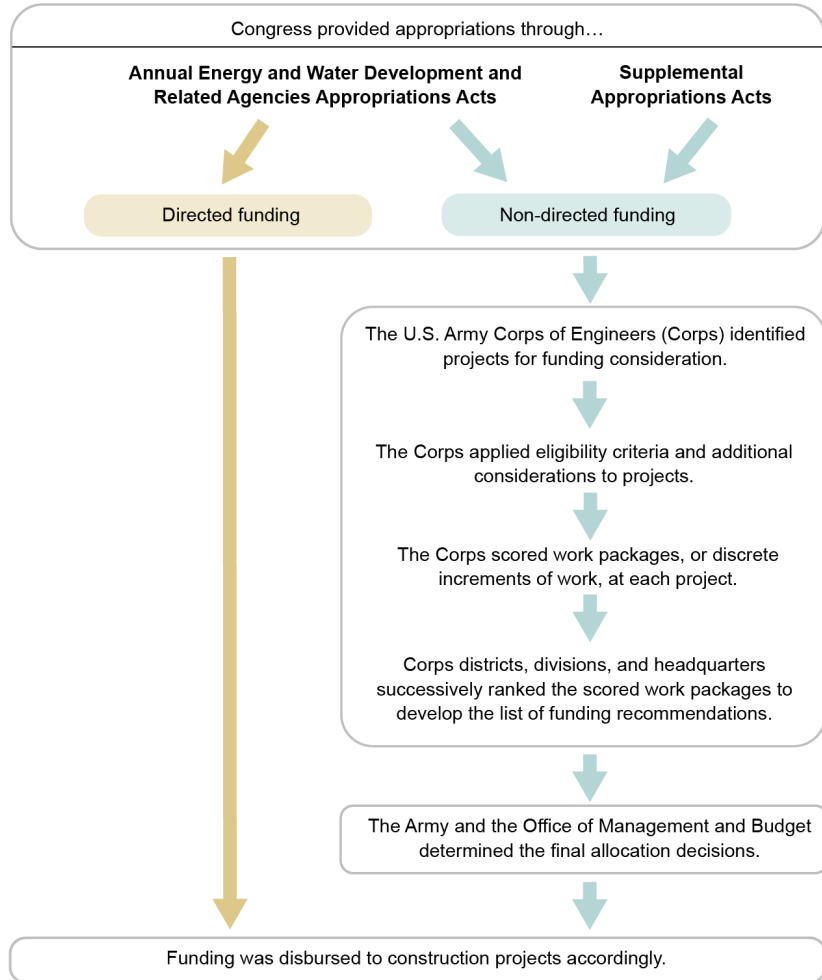 Congress provided appropriations through…
Annual Energy and Water Development and
Related Agencies Appropriations Acts
Supplemental
Appropriations Acts
Directed funding
Non-directed funding
The U.S. Army Corps of Engineers (Corps) identified
projects for funding consideration.
The Corps applied eligibility criteria and additional
considerations to projects.
The Corps scored work packages, or discrete
increments of work, at each project.
Corps districts, divisions, and headquarters
successively ranked the scored work packages to
develop the list of funding recommendations.
The Army and the Office of Management and Budget
determined the final allocation decisions.
Funding was disbursed to construction projects accordingly.